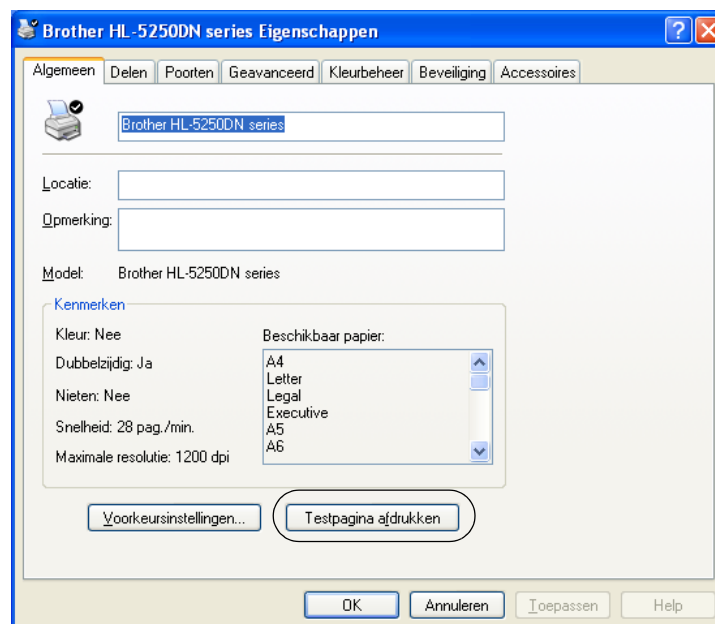 Brother HL-5250DN series Eigenschappen
Algemeen Delen Poorten Geavanceerd Kleurbeheer Beveiliging Accessoires
Brother HL-5250DN series
Locatie:
Opmerking:
Model: Brother HL-5250DN series
Kenmerken
Kleur: Nee
Beschikbaar papier:
Dubbelzijdig: Ja
Nieten: Nee
Snelheid: 28 pag./min.
Maximale resolutie: 1200 dpi
A4
Letter
Legal
Executive
A5
A6
Voorkeursinstellingen... Testpagina afdrukken
OK Annuleren Toepassen Help